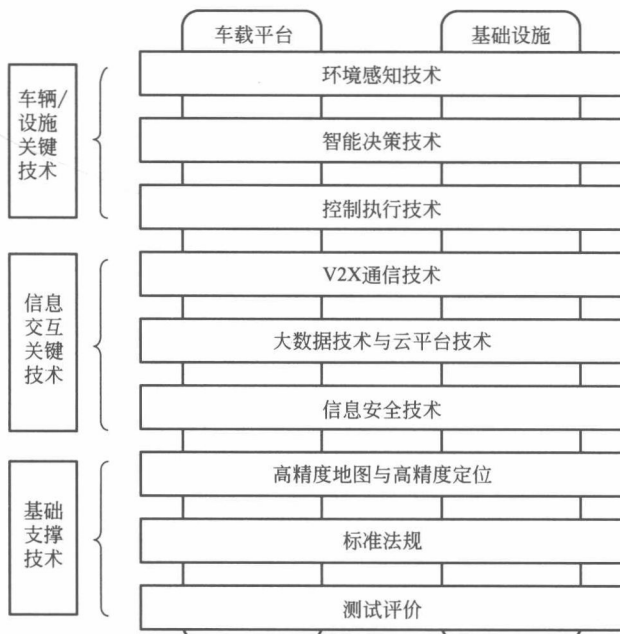 车载平台
基础设施
车辆/
设施
关键
技术
环境感知技术
智能决策技术
控制执行技术
信息
交互
关键
技术
V2X通信技术
大数据技术与云平台技术
信息安全技术
基础
支撑
技术
高精度地图与高精度定位
标准法规
测试评价